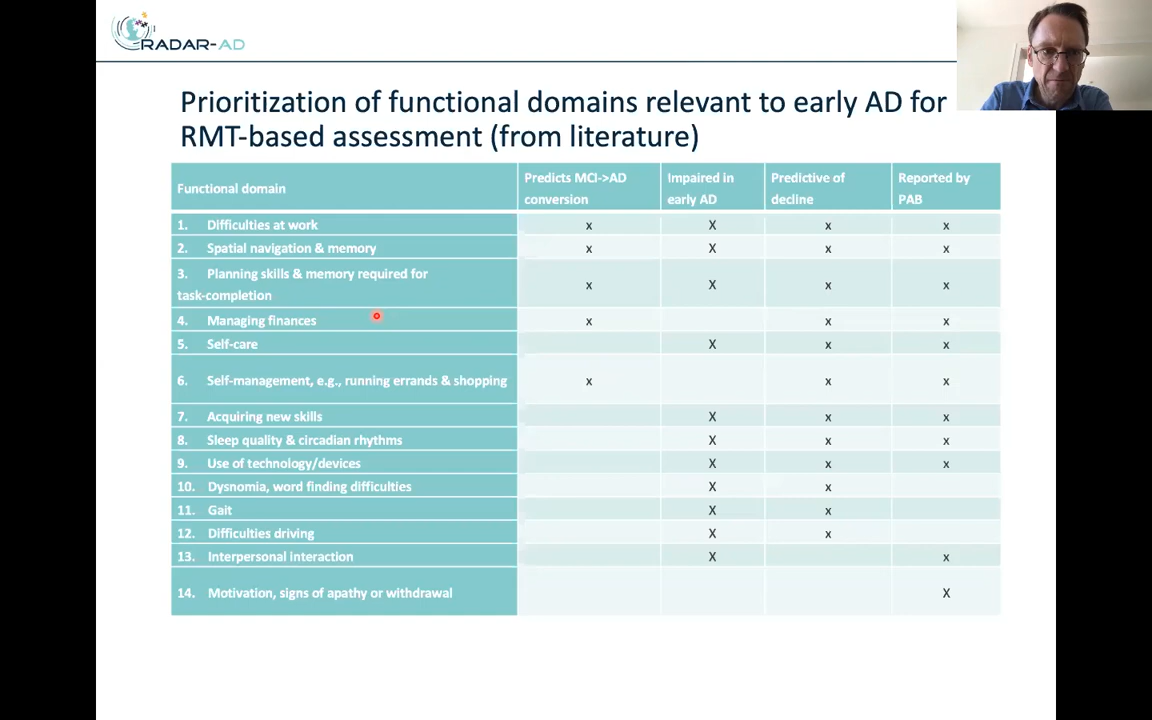 RADAR-AD
Prioritization of functional domains relevant to early AD for
RMT-based assessment (from literature)
Functional domain Predicts MCI->AD conversion Impaired in early AD Predictive of decline Reported by PAB
1. Difficulties at work x X x x
2. Spatial navigation & memory x X x x
3. Planning skills & memory required for
task-completion x X x x
4. Managing finances x x x
5. Self-care X x x
6. Self-management, e.g., running errands & shopping x x x
7. Acquiring new skills X x x
8. Sleep quality & circadian rhythms X x x
9. Use of technology/devices X x x
10. Dysnomia, word finding difficulties X x
11. Gait X x
12. Difficulties driving X x
13. Interpersonal interaction X x
14. Motivation, signs of apathy or withdrawal X